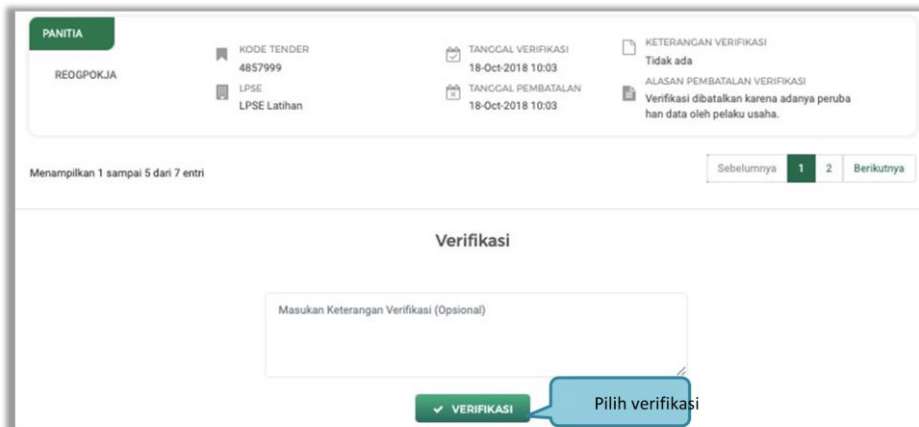 PANITIA
REOGPOKJA
KODE TENDER
4857999
LPSE
LPSE Latihan
TANGGAL VERIFIKASI
18-Oct-2018 10:03
TANGGAL PEMBATALAN
18-Oct-2018 10:03
KETERANGAN VERIFIKASI
Tidak ada
ALASAN PEMBATALAN VERIFIKASI
Verifikasi dibatalkan karena adanya peruba
han data oleh pelaku usaha.
Menampilkan 1 sampai 5 dari 7 entri
Sebelumnya 1 2 Berikutnya
Verifikasi
Masukan Keterangan Verifikasi (Opsional)
VERIFIKASI
Pilih verifikasi